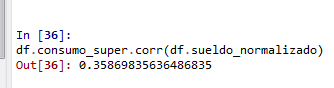 In [36]:
df.consumo_super.corr(df.sueldo_normalizado)
Out[36]: 0.35869835636486835